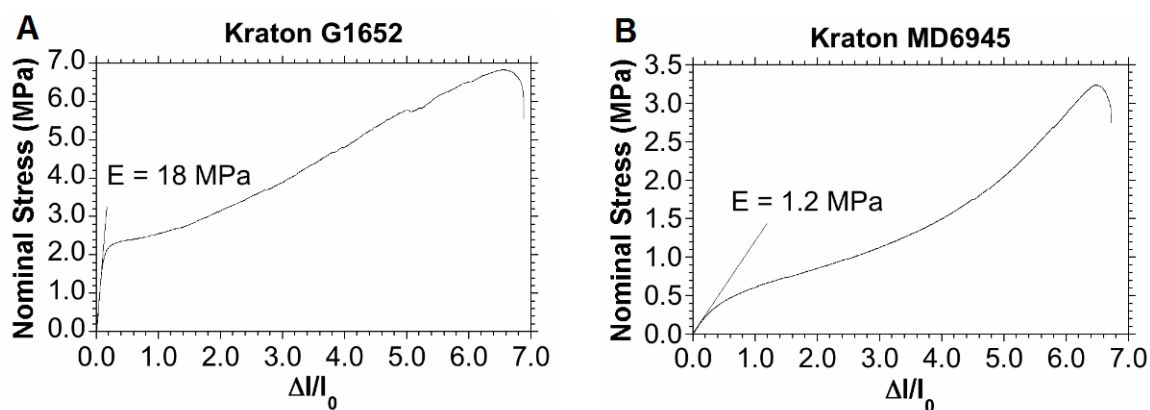 A
Kraton G1652
Nominal Stress (MPa)
7.0
6.0
5.0
4.0
3.0
2.0
1.0
0.0
E = 18 MPa
0.0 1.0 2.0 3.0 4.0 5.0 6.0 7.0
Δl/l₀
B
Kraton MD6945
Nominal Stress (MPa)
3.5
3.0
2.5
2.0
1.5
1.0
0.5
0.0
E = 1.2 MPa
0.0 1.0 2.0 3.0 4.0 5.0 6.0 7.0
Δl/l₀